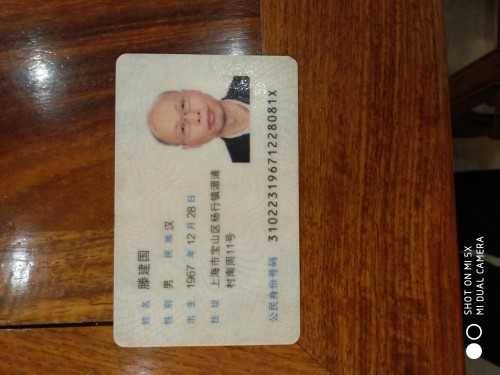 姓名 滕建国
性别 男 民族 汉
出生 1967 年 12 月 28 日
住址 上海市宝山区杨行镇湄浦
村南周11号
公民身份号码 31022319671228081X
SHOT ON MI 5X
MI DUAL CAMERA